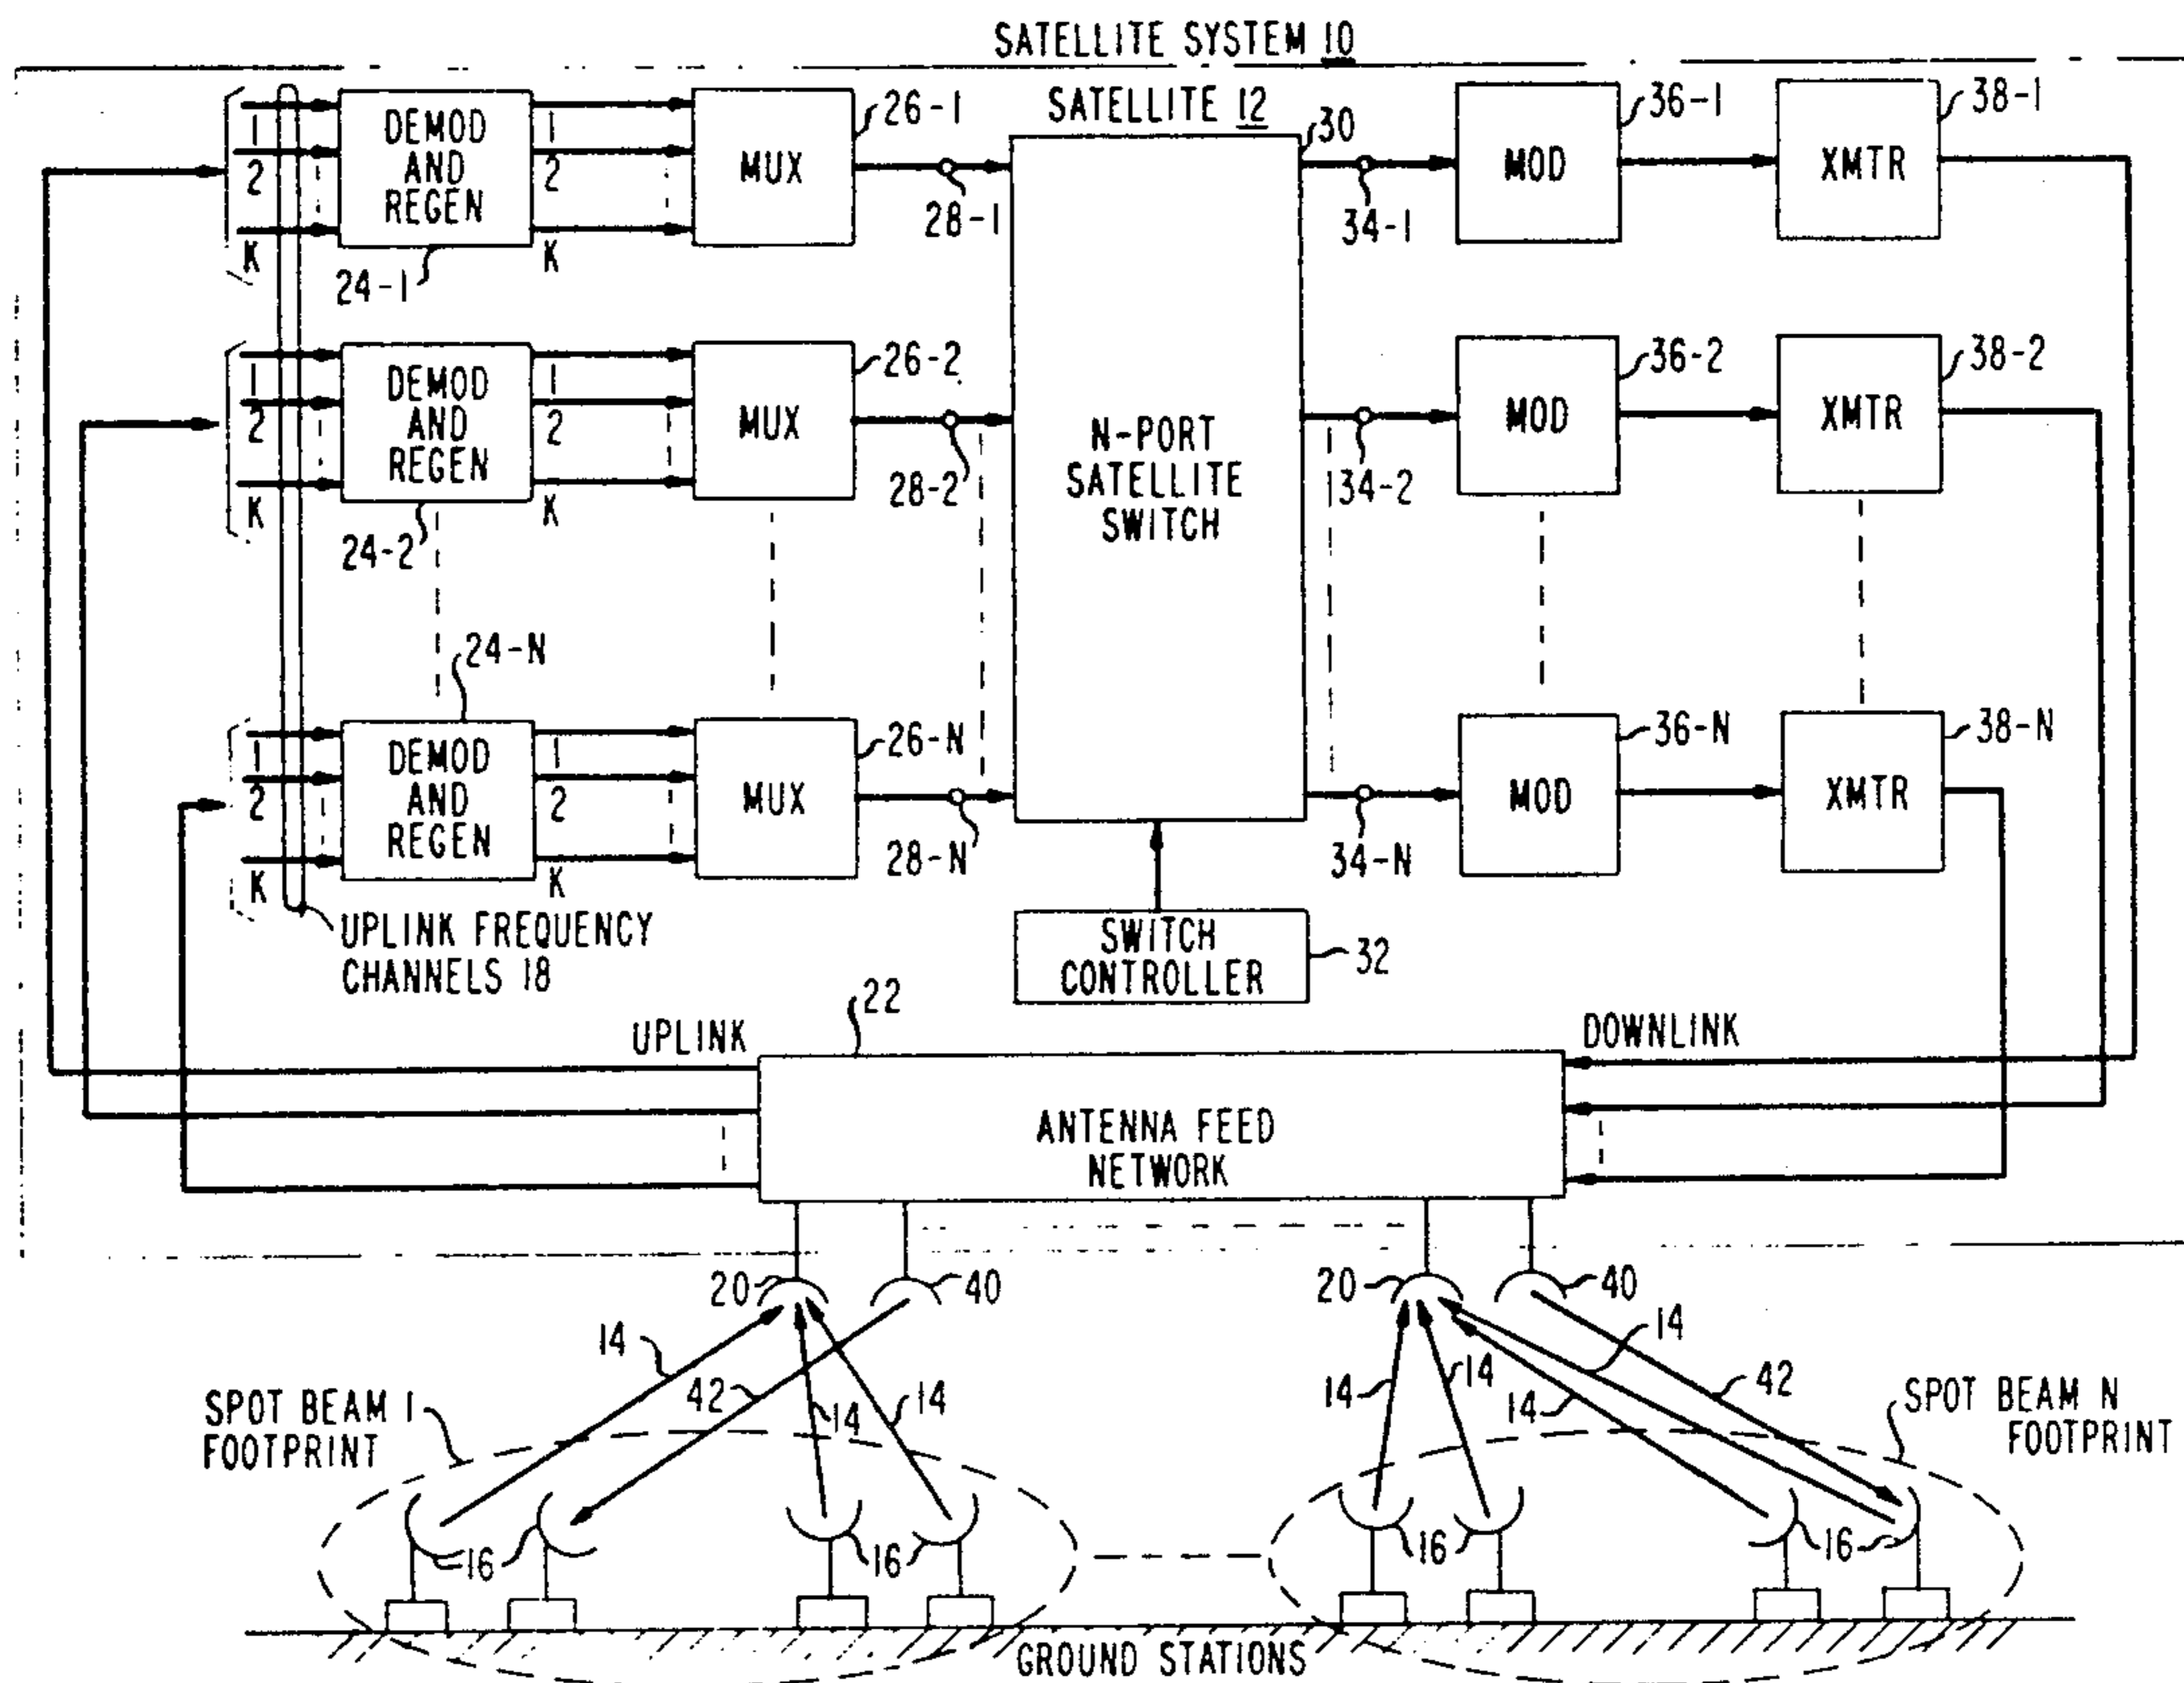 SATELLITE SYSTEM 10
SATELLITE 12
1
2
K
DEMOD
AND
REGEN
24-1
1
2
K
MUX
26-1
28-1
30
34-1
MOD
36-1
XMTR
38-1
1
2
K
DEMOD
AND
REGEN
24-2
1
2
K
MUX
26-2
28-2
N-PORT
SATELLITE
SWITCH
34-2
MOD
36-2
XMTR
38-2
1
2
K
DEMOD
AND
REGEN
24-N
1
2
K
MUX
26-N
28-N
34-N
MOD
36-N
XMTR
38-N
UPLINK FREQUENCY
CHANNELS 18
SWITCH
CONTROLLER
32
22
UPLINK
DOWNLINK
ANTENNA FEED
NETWORK
20
40
20
40
14
42
14
14
14
14
14
14
42
SPOT BEAM 1
FOOTPRINT
SPOT BEAM N
FOOTPRINT
16
16
16
16
GROUND STATIONS